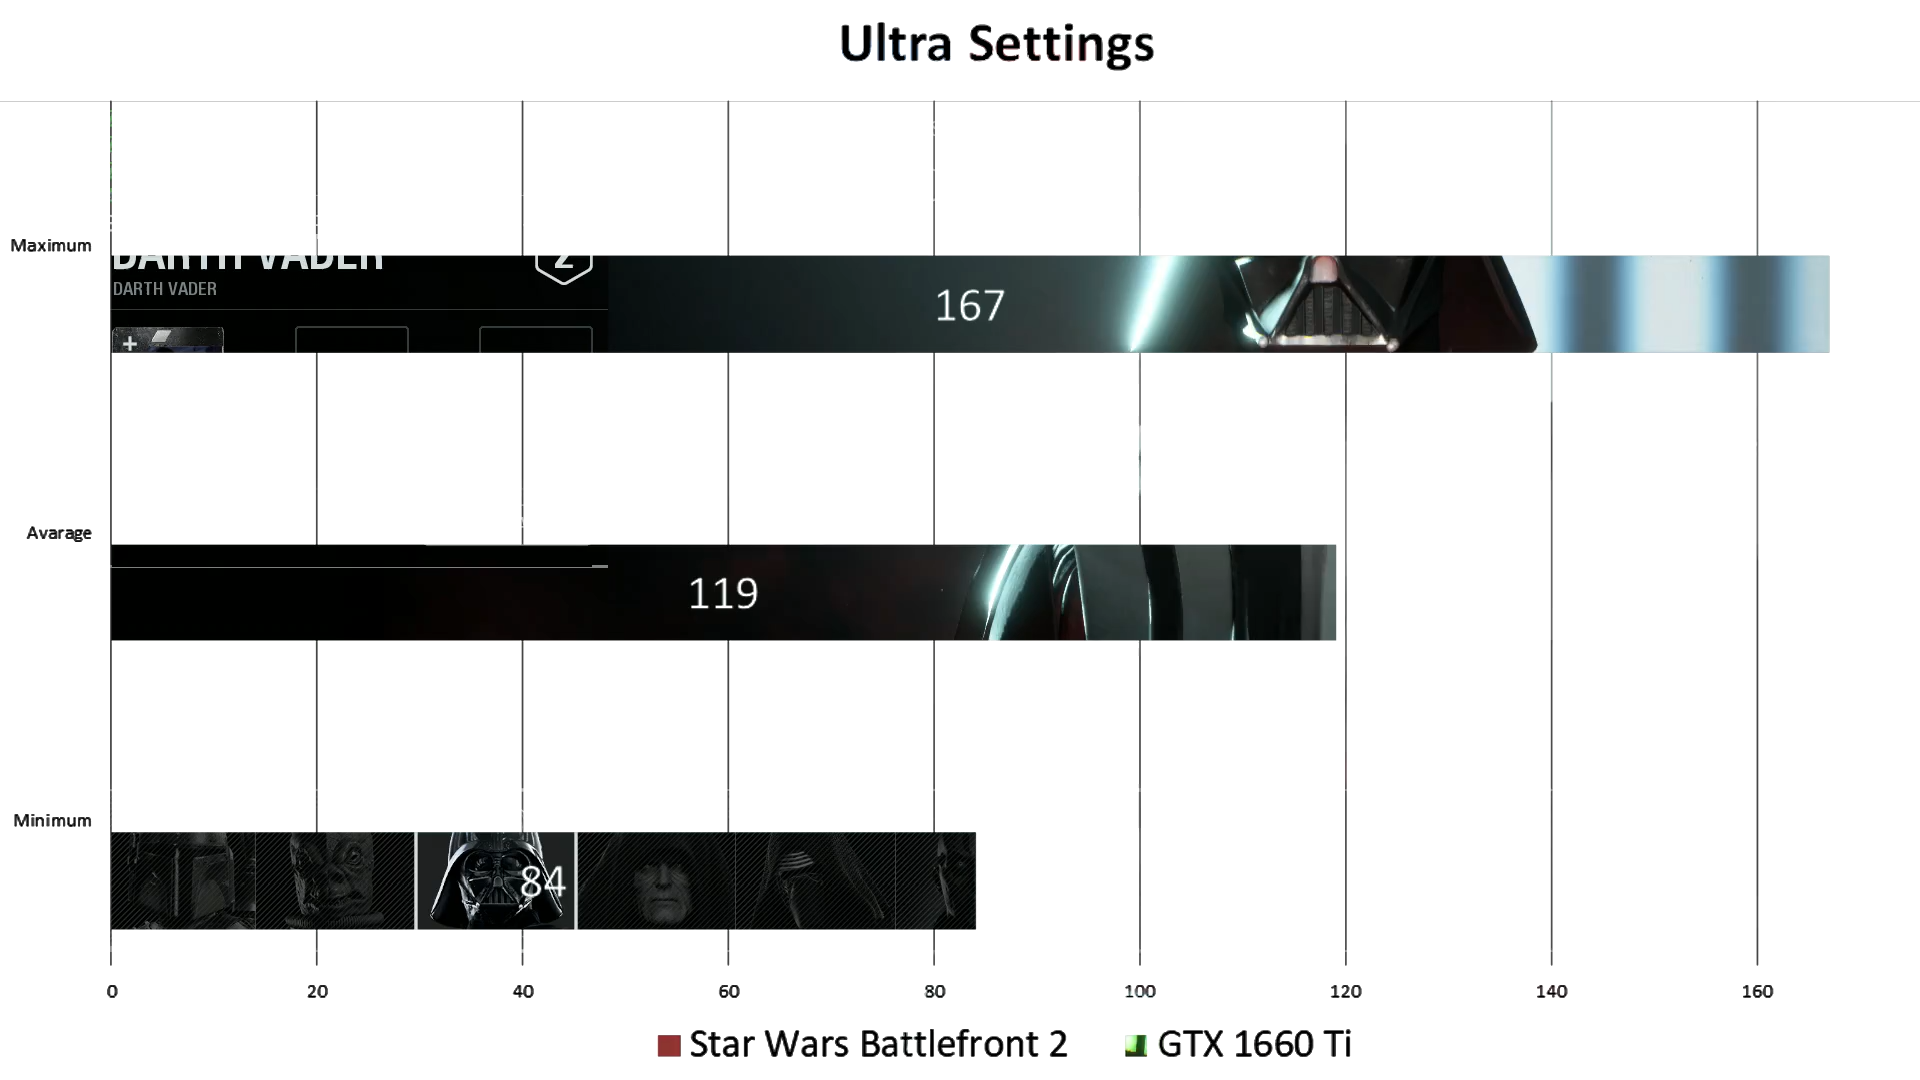 Ultra Settings
Maximum
DARTH VADER
2
DARTH VADER
167
+
Avarage
119
Minimum
84
0 20 40 60 80 100 120 140 160
Star Wars Battlefront 2 GTX 1660 Ti